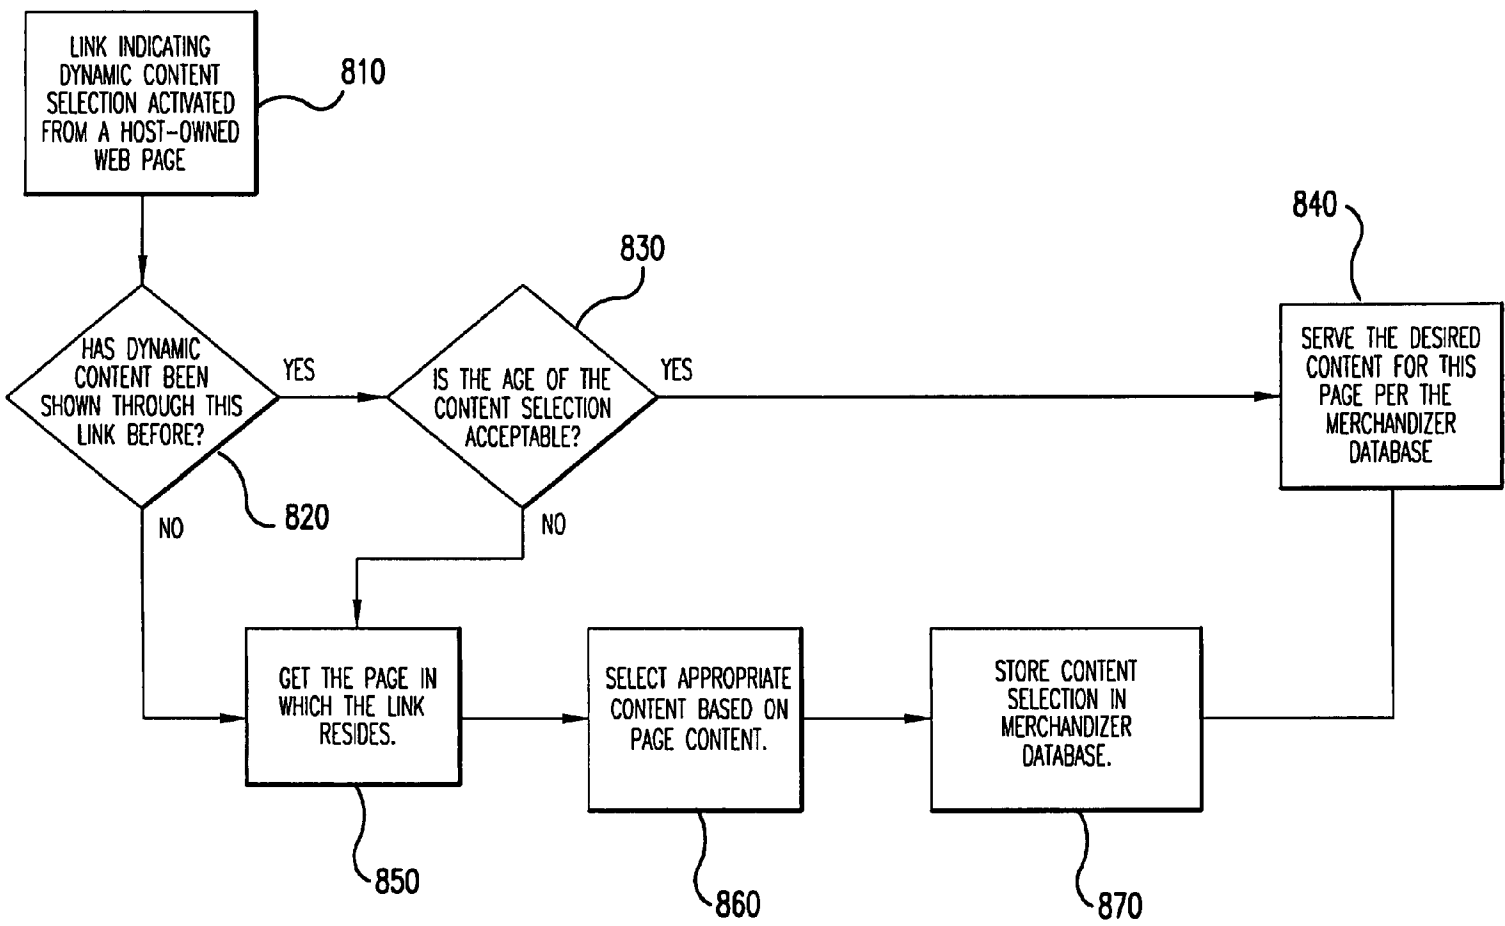 LINK INDICATING
DYNAMIC CONTENT
SELECTION ACTIVATED
FROM A HOST-OWNED
WEB PAGE
810
HAS DYNAMIC
CONTENT BEEN
SHOWN THROUGH THIS
LINK BEFORE?
820
YES
NO
IS THE AGE OF THE
CONTENT SELECTION
ACCEPTABLE?
830
YES
NO
SERVE THE DESIRED
CONTENT FOR THIS
PAGE PER THE
MERCHANDIZER
DATABASE
840
GET THE PAGE IN
WHICH THE LINK
RESIDES.
850
SELECT APPROPRIATE
CONTENT BASED ON
PAGE CONTENT.
860
STORE CONTENT
SELECTION IN
MERCHANDIZER
DATABASE.
870